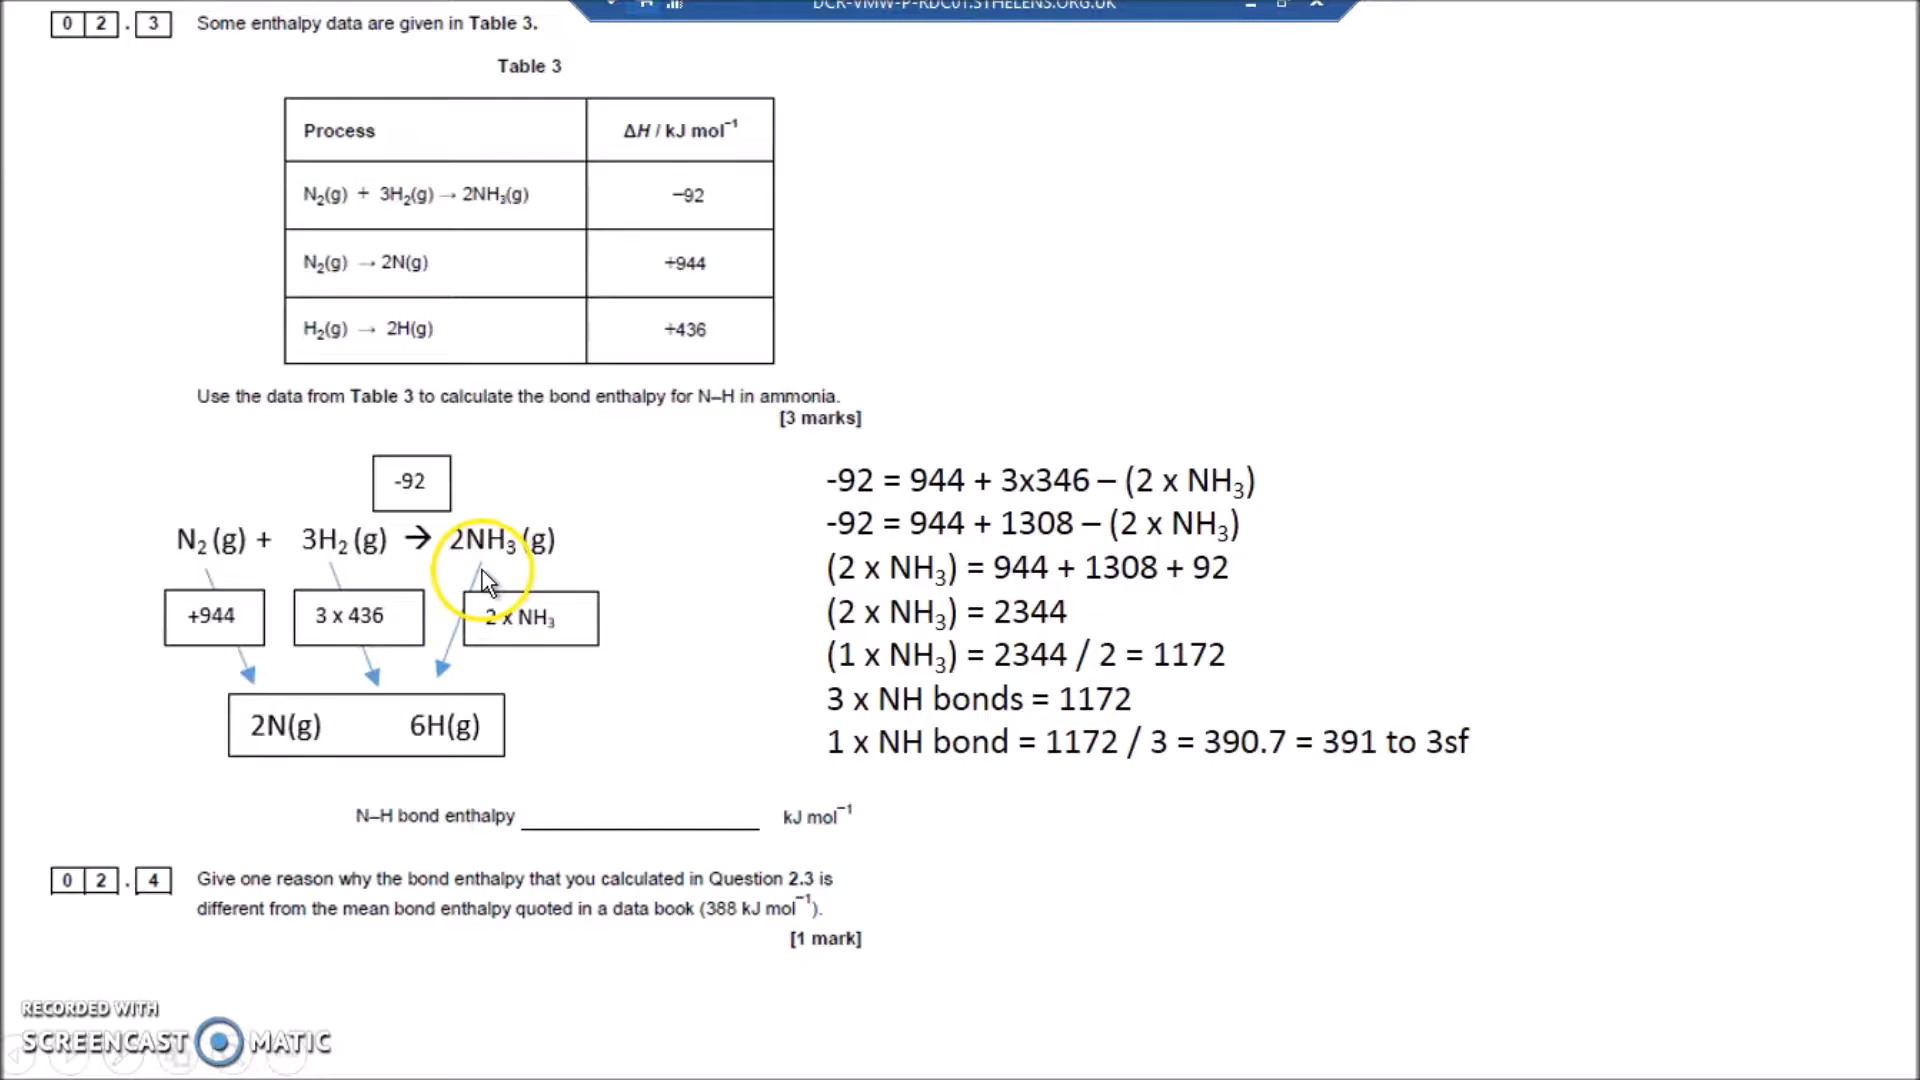 DCR-VMW-P-RDC01.STHELENS.ORG.UK
0 2 . 3 Some enthalpy data are given in Table 3.
Table 3
Process ΔH / kJ mol⁻¹
N₂(g) + 3H₂(g) → 2NH₃(g) −92
N₂(g) → 2N(g) +944
H₂(g) → 2H(g) +436
Use the data from Table 3 to calculate the bond enthalpy for N–H in ammonia.
[3 marks]
-92
N₂ (g) + 3H₂ (g) → 2NH₃ (g)
+944 3 x 436 2 x NH₃
2N(g) 6H(g)
-92 = 944 + 3x346 – (2 x NH₃)
-92 = 944 + 1308 – (2 x NH₃)
(2 x NH₃) = 944 + 1308 + 92
(2 x NH₃) = 2344
(1 x NH₃) = 2344 / 2 = 1172
3 x NH bonds = 1172
1 x NH bond = 1172 / 3 = 390.7 = 391 to 3sf
N–H bond enthalpy ____________ kJ mol⁻¹
0 2 . 4 Give one reason why the bond enthalpy that you calculated in Question 2.3 is
different from the mean bond enthalpy quoted in a data book (388 kJ mol⁻¹).
[1 mark]
RECORDED WITH
SCREENCAST MATIC